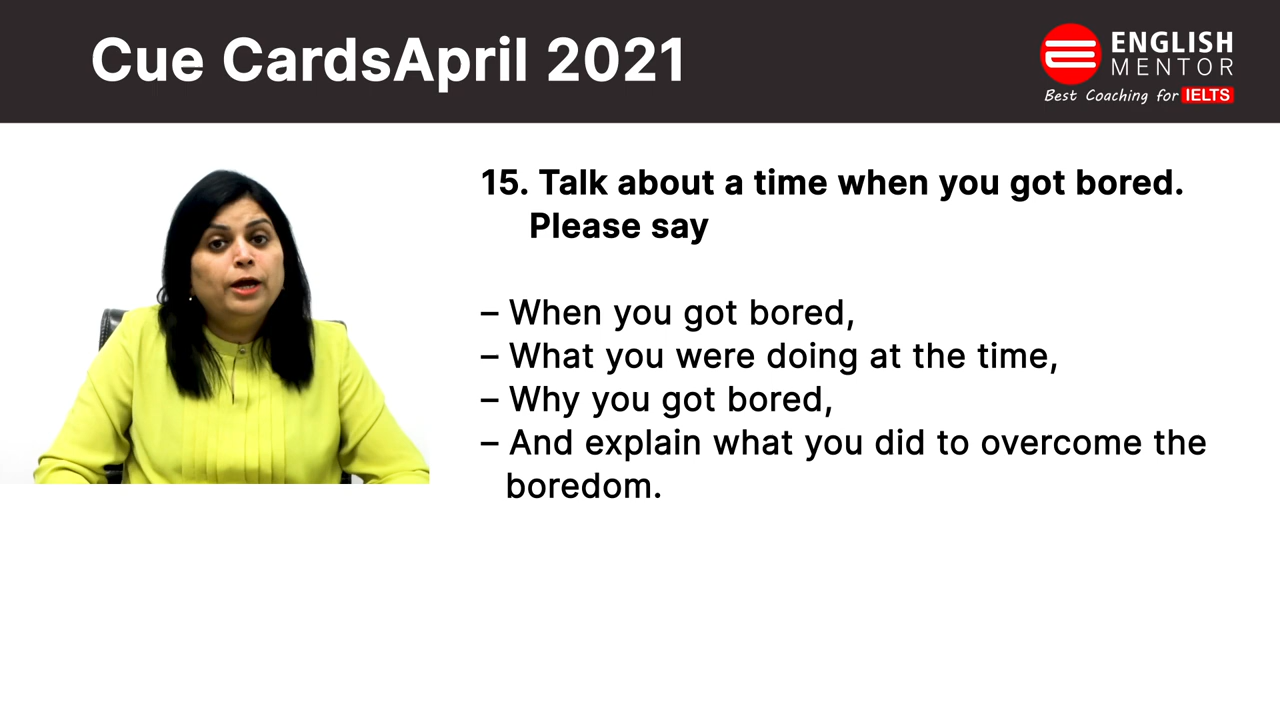 Cue CardsApril 2021
ENGLISH
MENTOR
Best Coaching for IELTS
15. Talk about a time when you got bored.
Please say
– When you got bored,
– What you were doing at the time,
– Why you got bored,
– And explain what you did to overcome the
boredom.